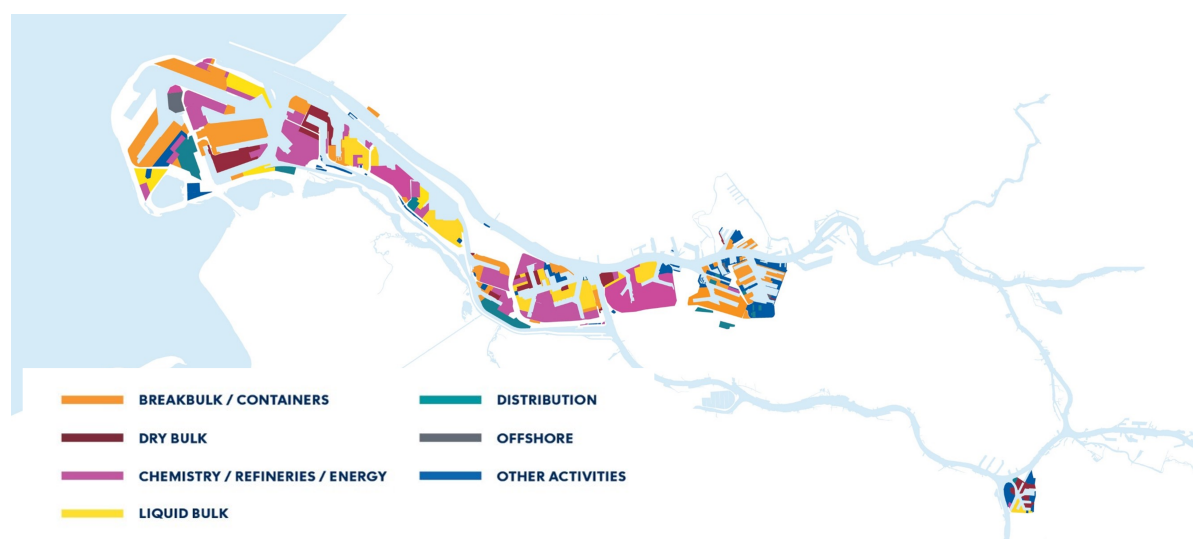 BREAKBULK / CONTAINERS
DRY BULK
CHEMISTRY / REFINERIES / ENERGY
LIQUID BULK
DISTRIBUTION
OFFSHORE
OTHER ACTIVITIES